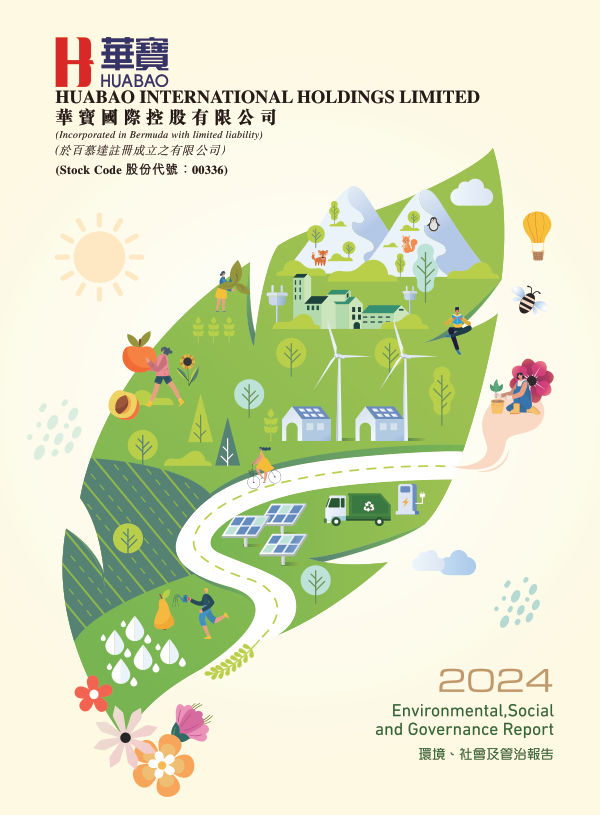 華寶
HUABAO
HUABAO INTERNATIONAL HOLDINGS LIMITED
華寶國際控股有限公司
(Incorporated in Bermuda with limited liability)
(於百慕達註冊成立之有限公司)
(Stock Code 股份代號：00336)
2024
Environmental,Social
and Governance Report
環境、社會及管治報告